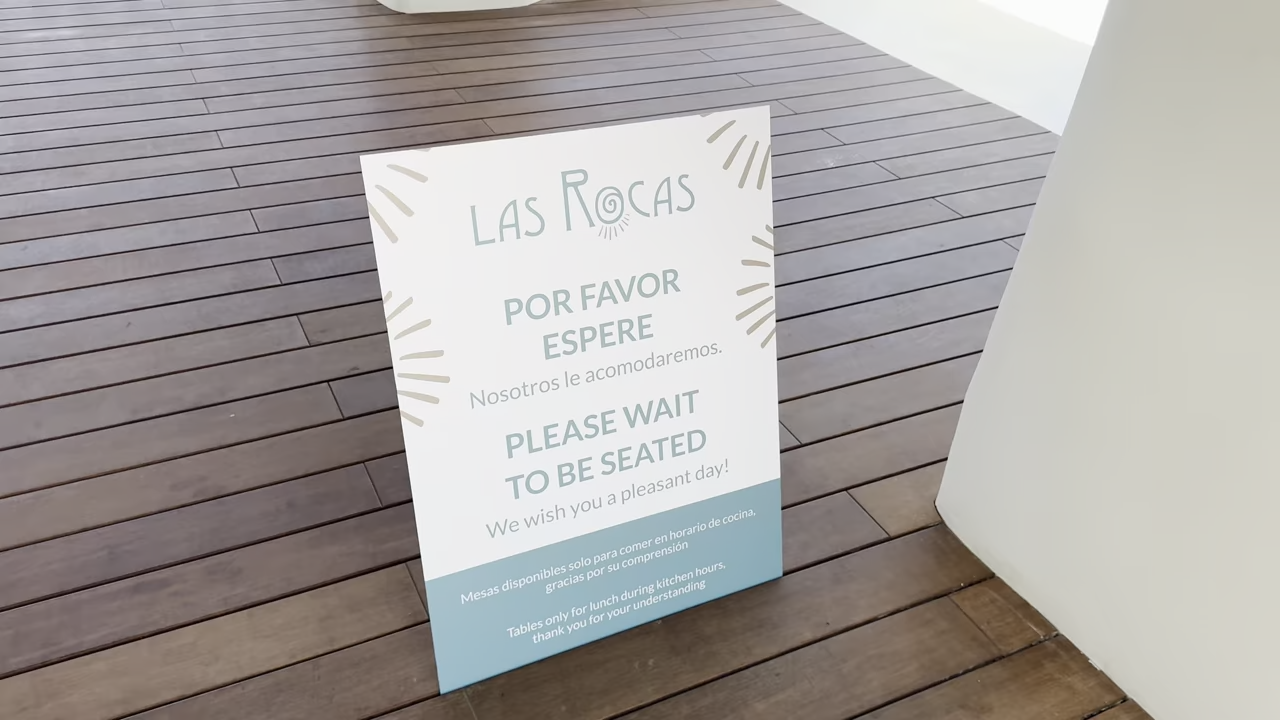 LAS ROCAS
POR FAVOR
ESPERE
Nosotros le acomodaremos.
PLEASE WAIT
TO BE SEATED
We wish you a pleasant day!
Mesas disponibles solo para comer en horario de cocina,
gracias por su comprensión
Tables only for lunch during kitchen hours,
thank you for your understanding